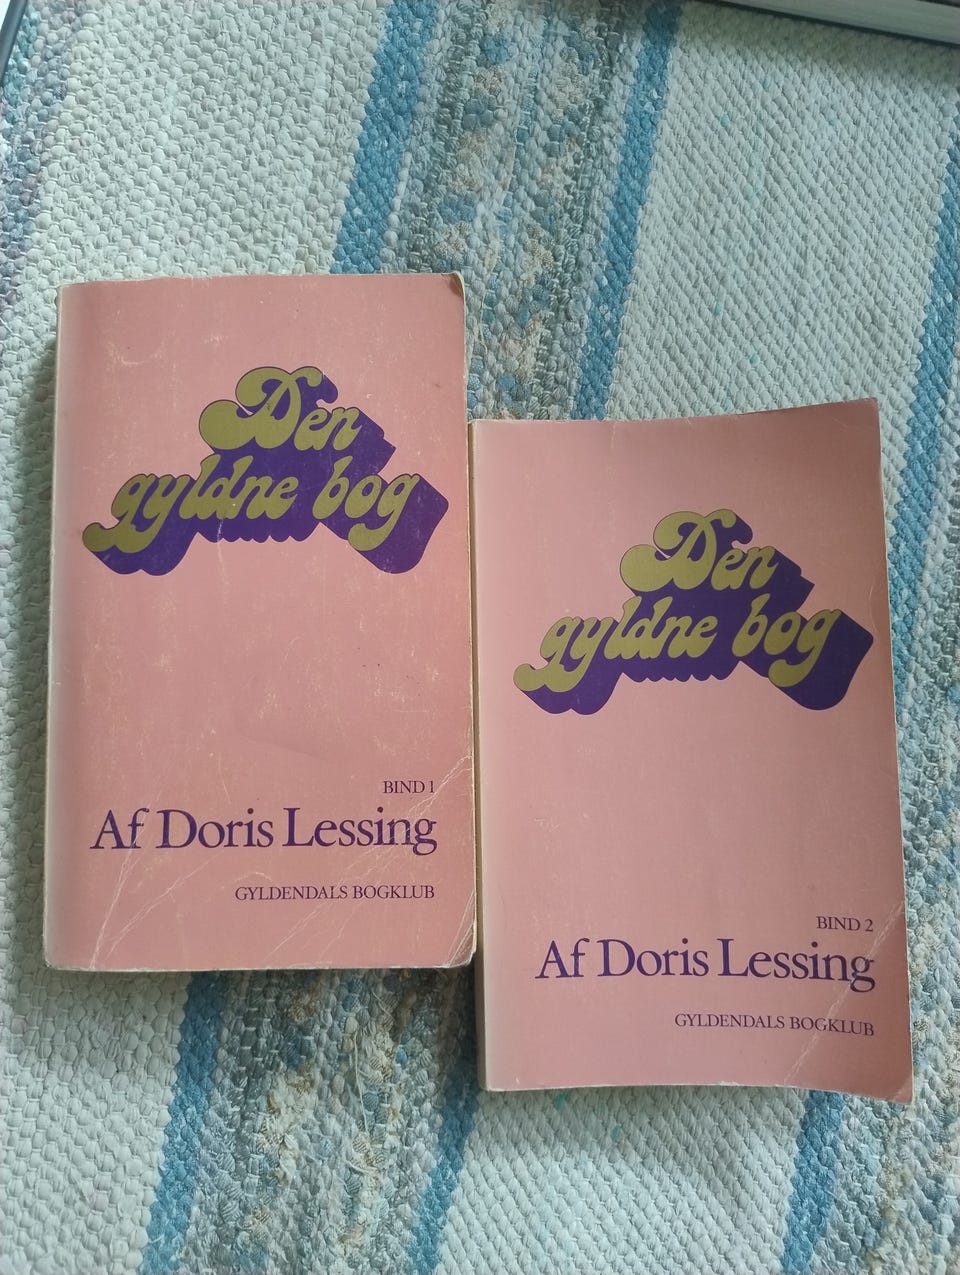 Den
gyldne bog
BIND 1
Af Doris Lessing
GYLDENDALS BOGKLUB
Den
gyldne bog
BIND 2
Af Doris Lessing
GYLDENDALS BOGKLUB